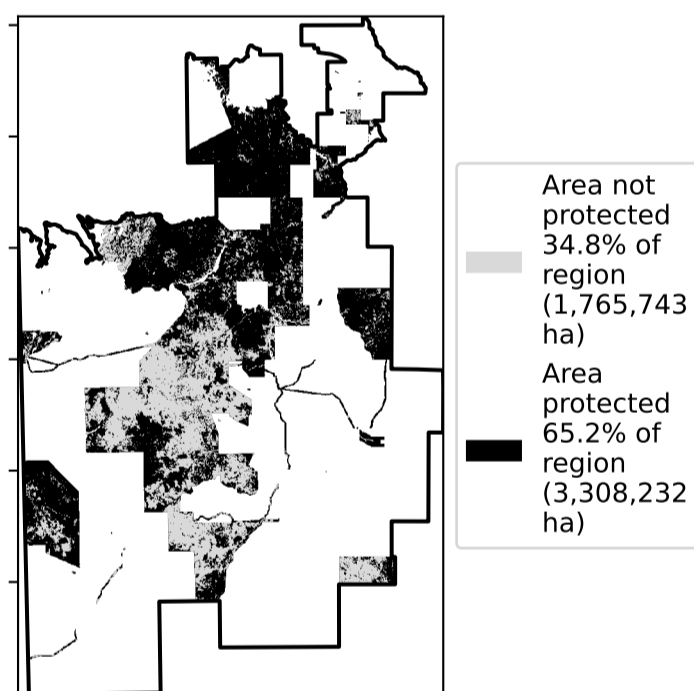 Area not
protected
34.8% of
region
(1,765,743
ha)
Area
protected
65.2% of
region
(3,308,232
ha)